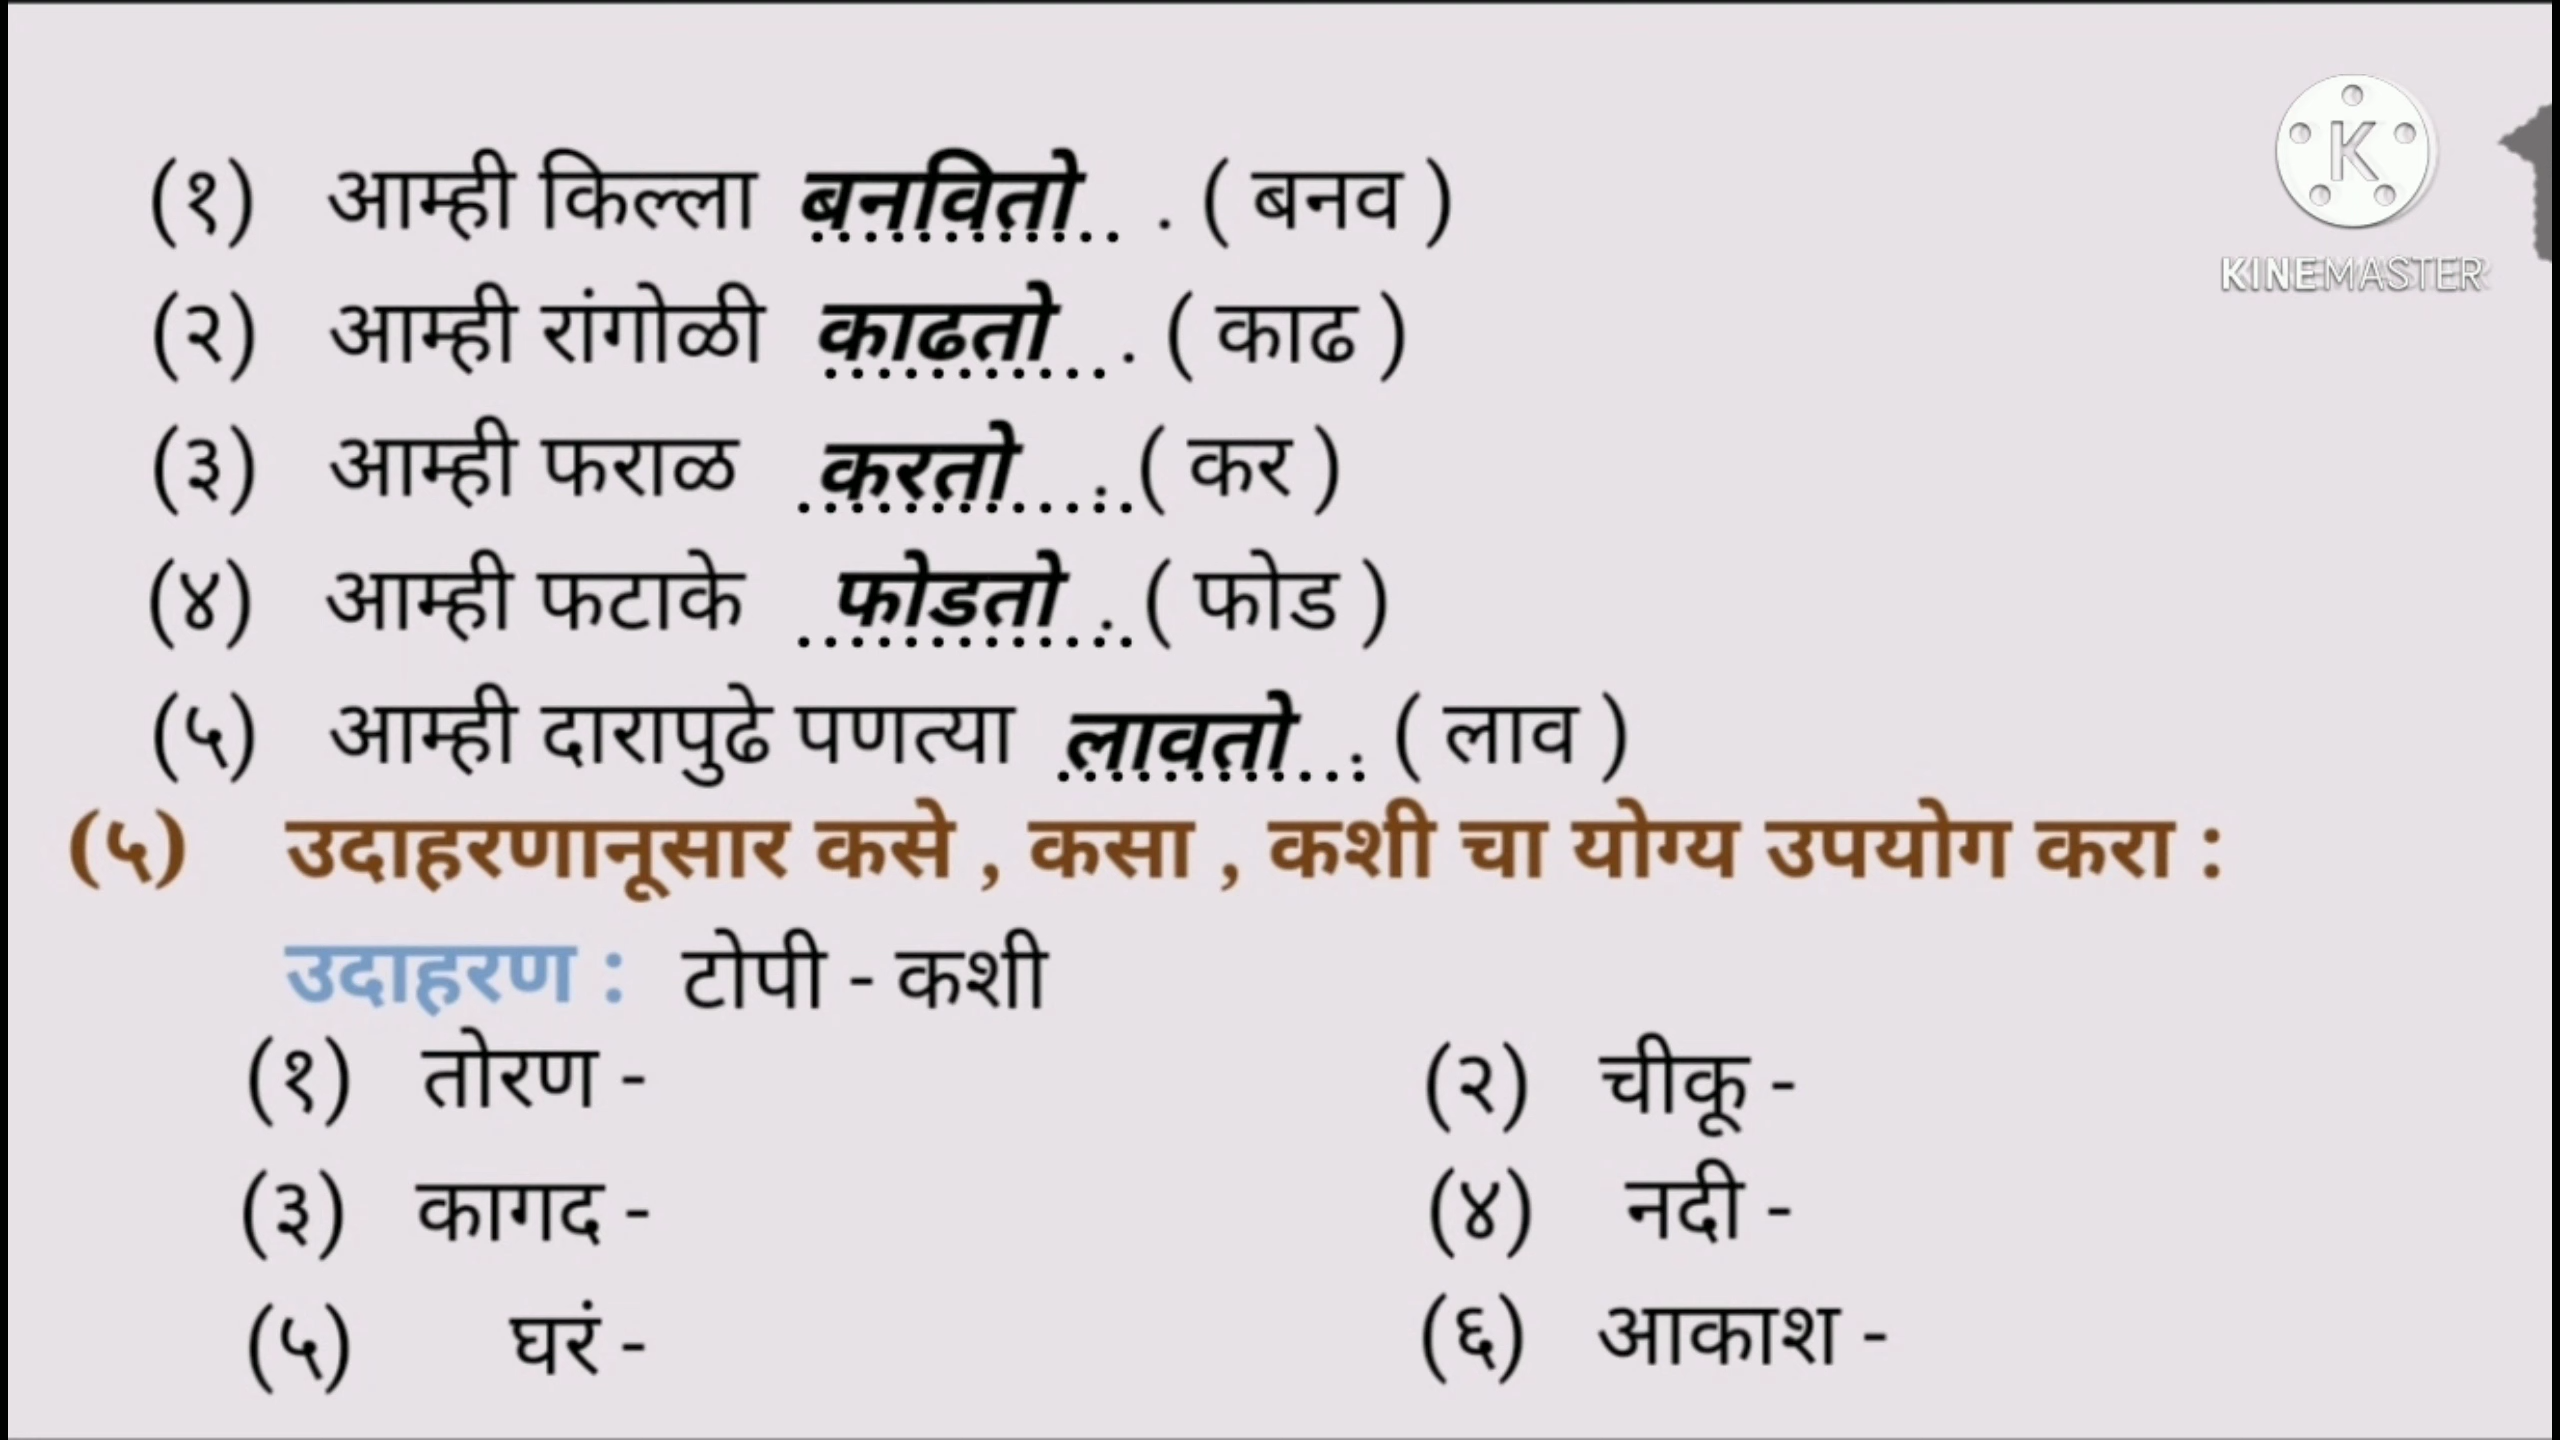 (१) आम्ही किल्ला बनवितो........... . ( बनव )
KINEMASTER
(२) आम्ही रांगोळी काढतो........... . ( काढ )
(३) आम्ही फराळ करतो............. . ( कर )
(४) आम्ही फटाके फोडतो............. . ( फोड )
(५) आम्ही दारापुढे पणत्या लावतो............ . ( लाव )
(५) उदाहरणानूसार कसे , कसा , कशी चा योग्य उपयोग करा :
उदाहरण : टोपी - कशी
(१) तोरण - (२) चीकू -
(३) कागद - (४) नदी -
(५) घरं - (६) आकाश -